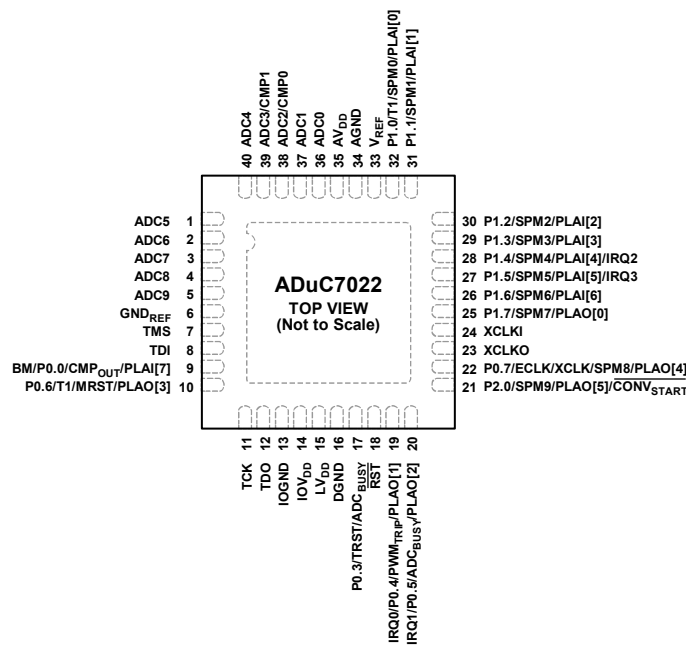 40 ADC4
39 ADC3/CMP1
38 ADC2/CMP0
37 ADC1
36 ADC0
35 AVDD
34 AGND
33 VREF
32 P1.0/T1/SPM0/PLAI[0]
31 P1.1/SPM1/PLAI[1]
ADC5 1
ADC6 2
ADC7 3
ADC8 4
ADC9 5
GNDREF 6
TMS 7
TDI 8
BM/P0.0/CMPOUT/PLAI[7] 9
P0.6/T1/MRST/PLAO[3] 10
ADuC7022
TOP VIEW
(Not to Scale)
30 P1.2/SPM2/PLAI[2]
29 P1.3/SPM3/PLAI[3]
28 P1.4/SPM4/PLAI[4]/IRQ2
27 P1.5/SPM5/PLAI[5]/IRQ3
26 P1.6/SPM6/PLAI[6]
25 P1.7/SPM7/PLAO[0]
24 XCLKI
23 XCLKO
22 P0.7/ECLK/XCLK/SPM8/PLAO[4]
21 P2.0/SPM9/PLAO[5]/CONVSTART
TCK 11
TDO 12
IOGND 13
IOVDD 14
LVDD 15
DGND 16
P0.3/TRST/ADCBUSY 17
RST 18
IRQ0/P0.4/PWMTRIP/PLAO[1] 19
IRQ1/P0.5/ADCBUSY/PLAO[2] 20